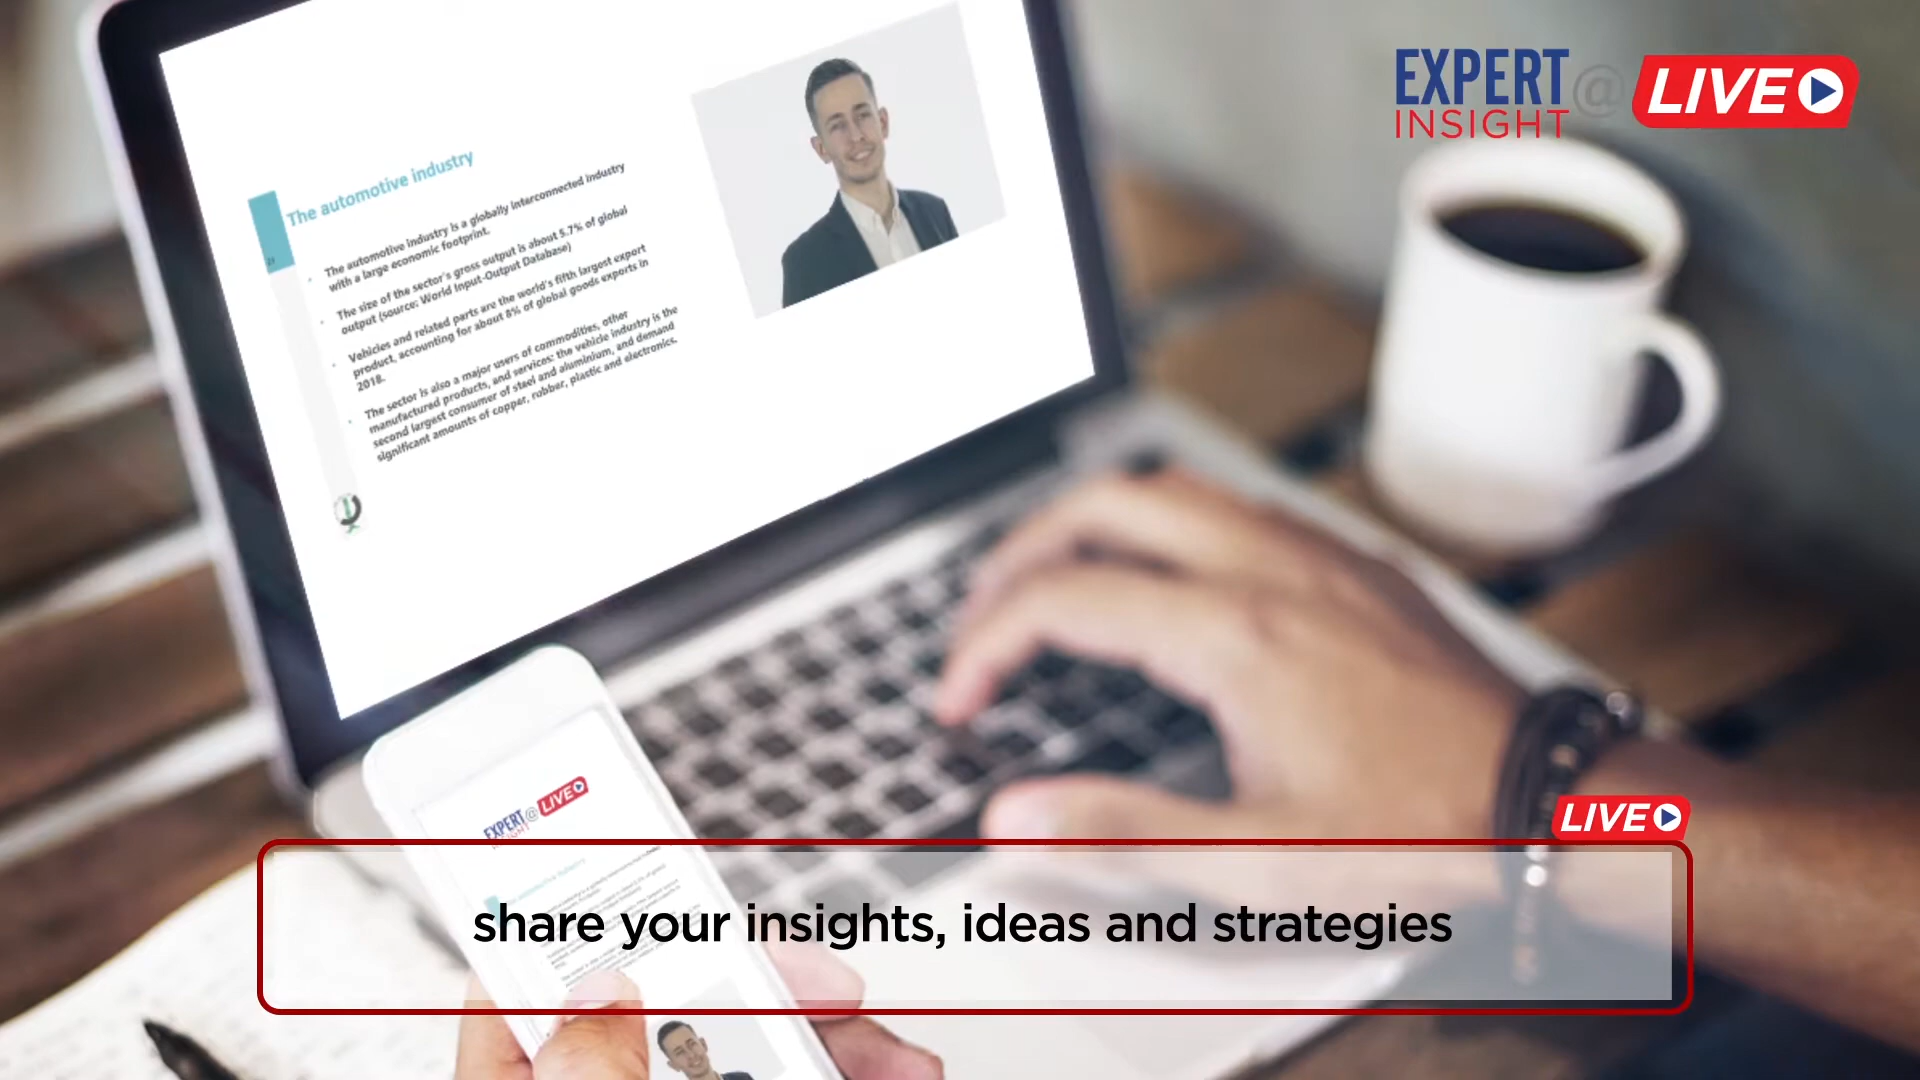 EXPERT
INSIGHT
@
LIVE
The automotive industry
21
The automotive industry is a globally interconnected industry
with a large economic footprint.
The size of the sector's gross output is about 5.7% of global
output (source: World Input-Output Database)
Vehicles and related parts are the world's fifth largest export
product, accounting for about 8% of global goods exports in
2018.
The sector is also a major users of commodities, other
manufactured products, and services: the vehicle industry is the
second largest consumer of steel and aluminium, and demand
significant amounts of copper, rubber, plastic and electronics.
EXPERT
INSIGHT
@
LIVE
LIVE
share your insights, ideas and strategies